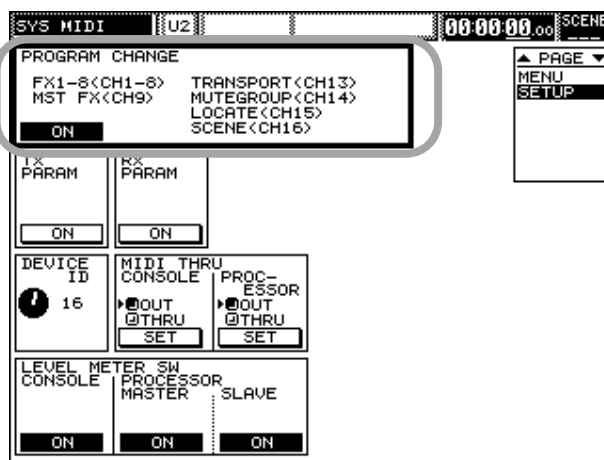 SYS MIDI U2 00:00:00.00 SCENE
PROGRAM CHANGE
FX1-8(CH1-8) TRANSPORT(CH13)
MST FX(CH9) MUTEGROUP(CH14)
LOCATE(CH15)
ON SCENE(CH16)
▲ PAGE ▼
MENU
SETUP
TX PARAM
ON
RX PARAM
ON
DEVICE
ID
16
MIDI THRU
CONSOLE
OUT
THRU
SET
PROC-
ESSOR
OUT
THRU
SET
LEVEL METER SW
CONSOLE PROCESSOR
MASTER SLAVE
ON ON ON